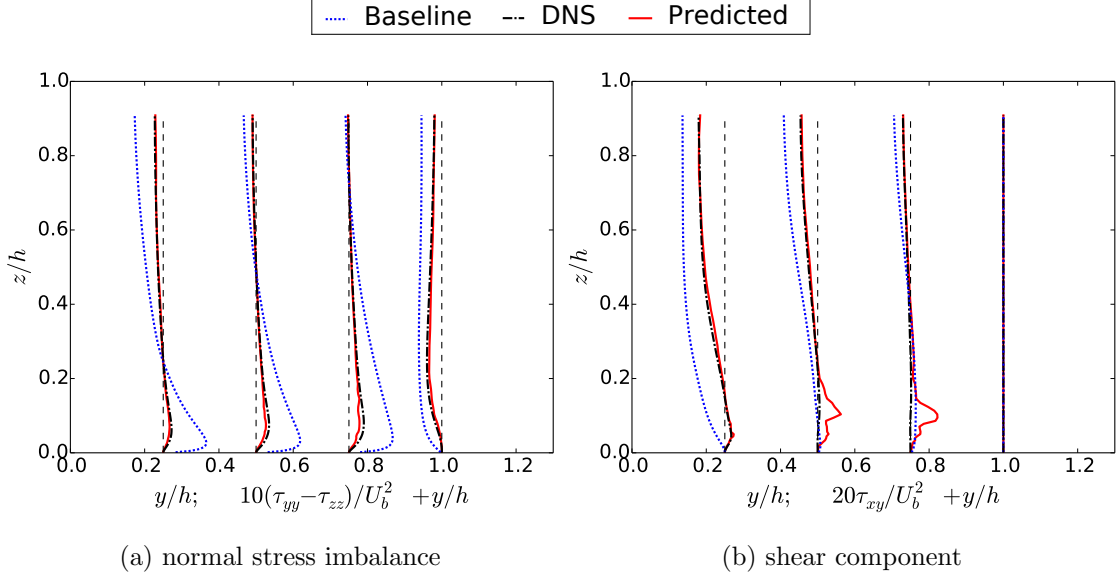 Baseline DNS Predicted
1.0
0.8
0.6
0.4
0.2
0.0
z/h
0.0 0.2 0.4 0.6 0.8 1.0 1.2
y/h; 10(τyy−τzz)/U_b^2 +y/h
(a) normal stress imbalance
1.0
0.8
0.6
0.4
0.2
0.0
z/h
0.0 0.2 0.4 0.6 0.8 1.0 1.2
y/h; 20τxy/U_b^2 +y/h
(b) shear component